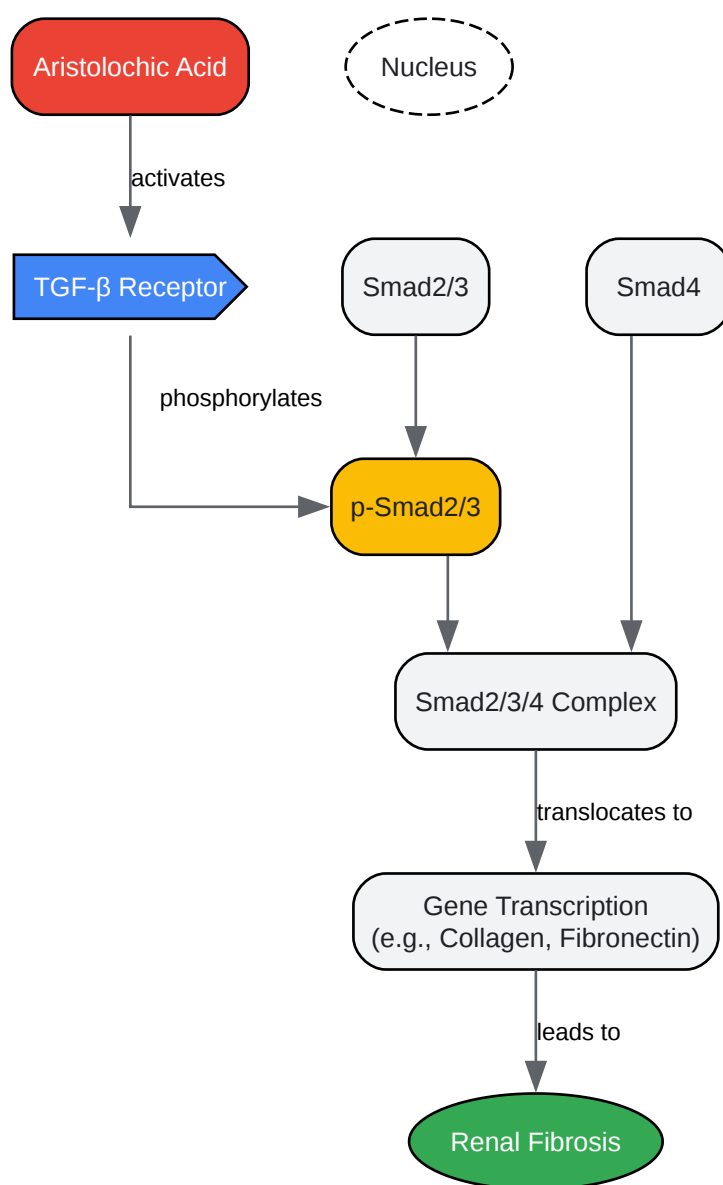 Aristolochic Acid
Nucleus
activates
TGF-β Receptor
Smad2/3
Smad4
phosphorylates
p-Smad2/3
Smad2/3/4 Complex
translocates to
Gene Transcription
(e.g., Collagen, Fibronectin)
leads to
Renal Fibrosis